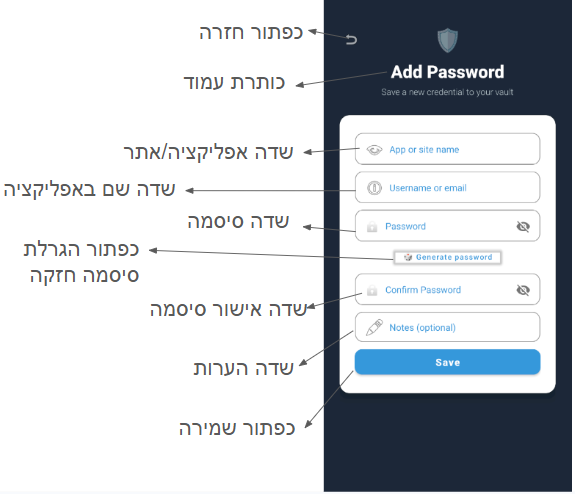 כפתור חזרה
Add Password
כותרת עמוד
Save a new credential to your vault
שדה אפליקציה/אתר
App or site name
שדה שם באפליקציה
Username or email
שדה סיסמה
Password
כפתור הגרלת
סיסמה חזקה
Generate password
שדה אישור סיסמה
Confirm Password
שדה הערות
Notes (optional)
כפתור שמירה
Save